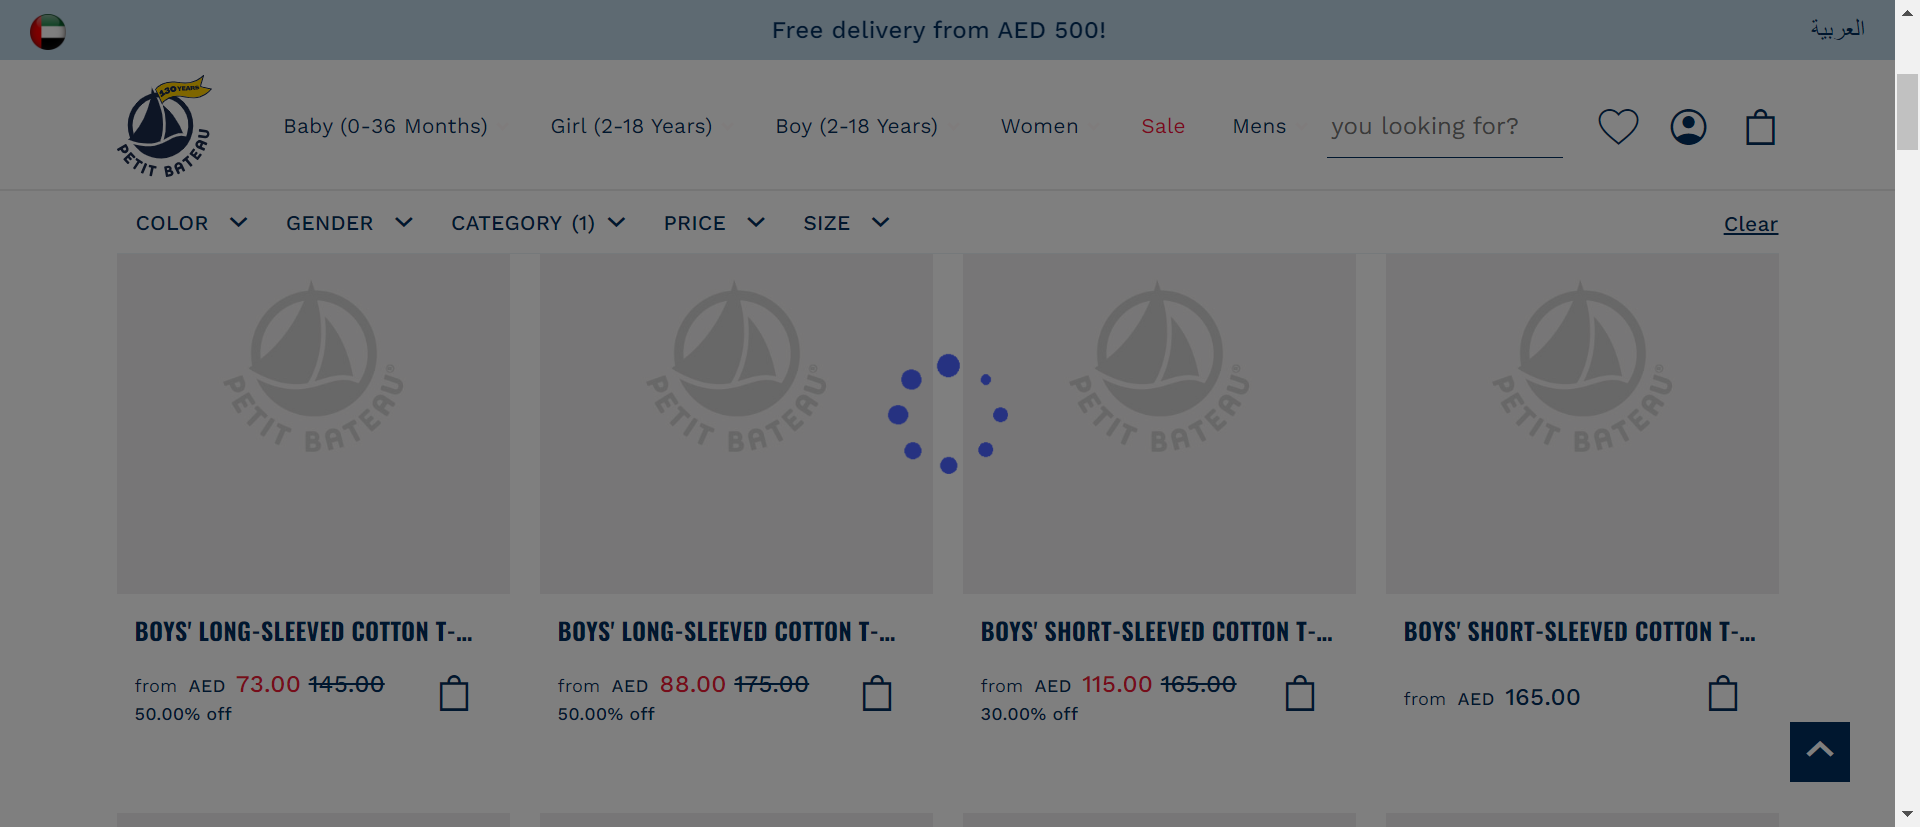 Free delivery from AED 500!
العربية
130 YEARS
PETIT BATEAU
Baby (0-36 Months)
Girl (2-18 Years)
Boy (2-18 Years)
Women
Sale
Mens
you looking for?
COLOR
GENDER
CATEGORY (1)
PRICE
SIZE
Clear
PETIT BATEAU®
PETIT BATEAU®
PETIT BATEAU®
PETIT BATEAU®
BOYS' LONG-SLEEVED COTTON T-...
from AED 73.00 145.00
50.00% off
BOYS' LONG-SLEEVED COTTON T-...
from AED 88.00 175.00
50.00% off
BOYS' SHORT-SLEEVED COTTON T-...
from AED 115.00 165.00
30.00% off
BOYS' SHORT-SLEEVED COTTON T-...
from AED 165.00